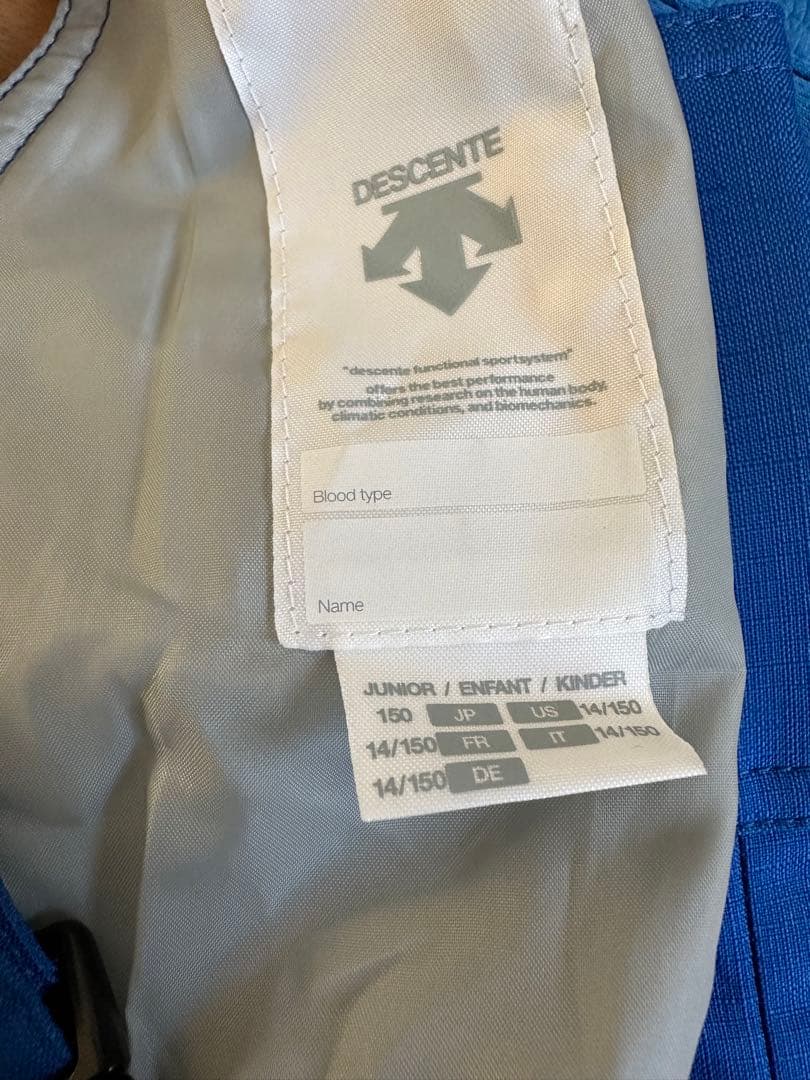 DESCENTE
"descente functional sportsystem"
offers the best performance
by combining research on the human body,
climatic conditions, and biomechanics.
Blood type
Name
JUNIOR / ENFANT / KINDER
150 JP US 14/150
14/150 FR IT 14/150
14/150 DE